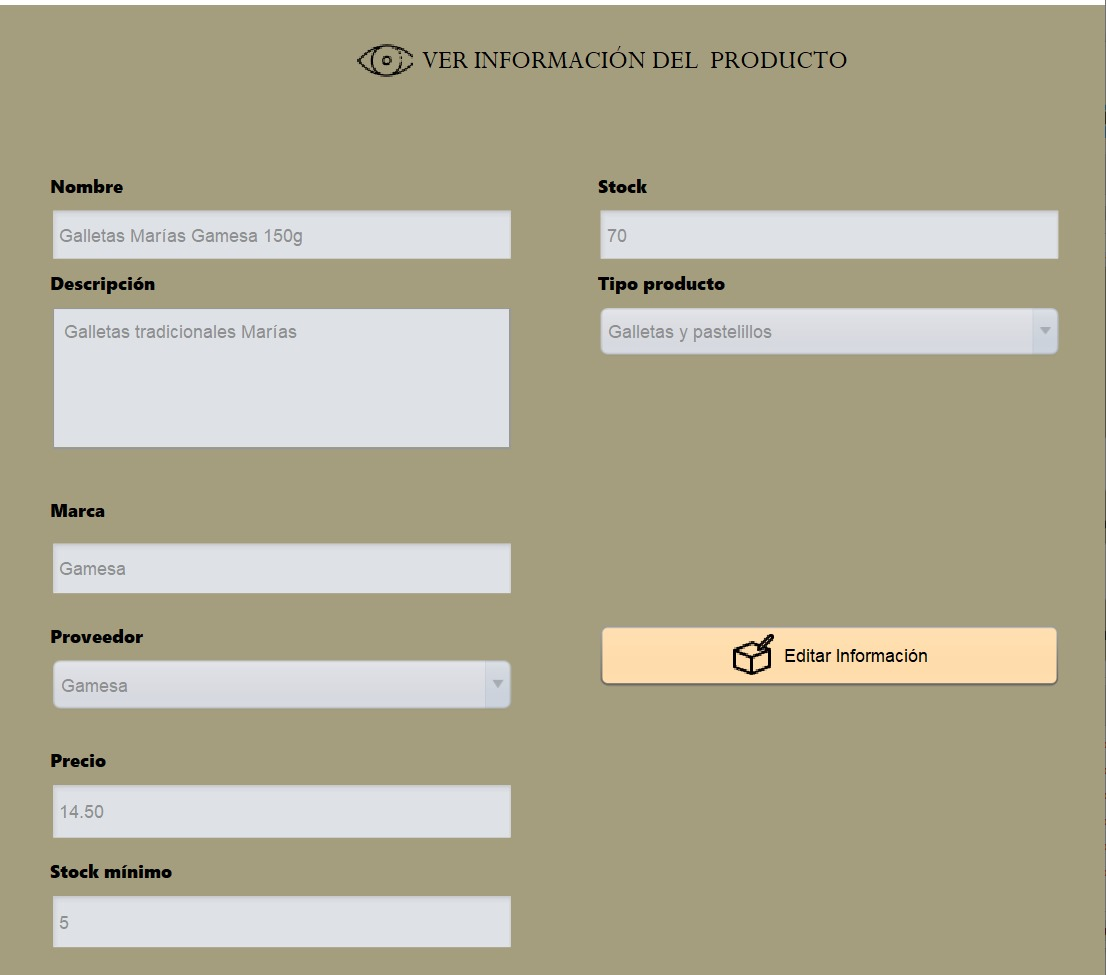 VER INFORMACIÓN DEL PRODUCTO
Nombre
Galletas Marías Gamesa 150g
Descripción
Galletas tradicionales Marías
Marca
Gamesa
Proveedor
Gamesa
Precio
14.50
Stock mínimo
5
Stock
70
Tipo producto
Galletas y pastelillos
Editar Información